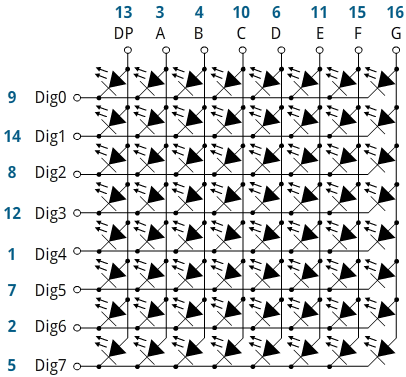 13 3 4 10 6 11 15 16
DP A B C D E F G
9 Dig0
14 Dig1
8 Dig2
12 Dig3
1 Dig4
7 Dig5
2 Dig6
5 Dig7